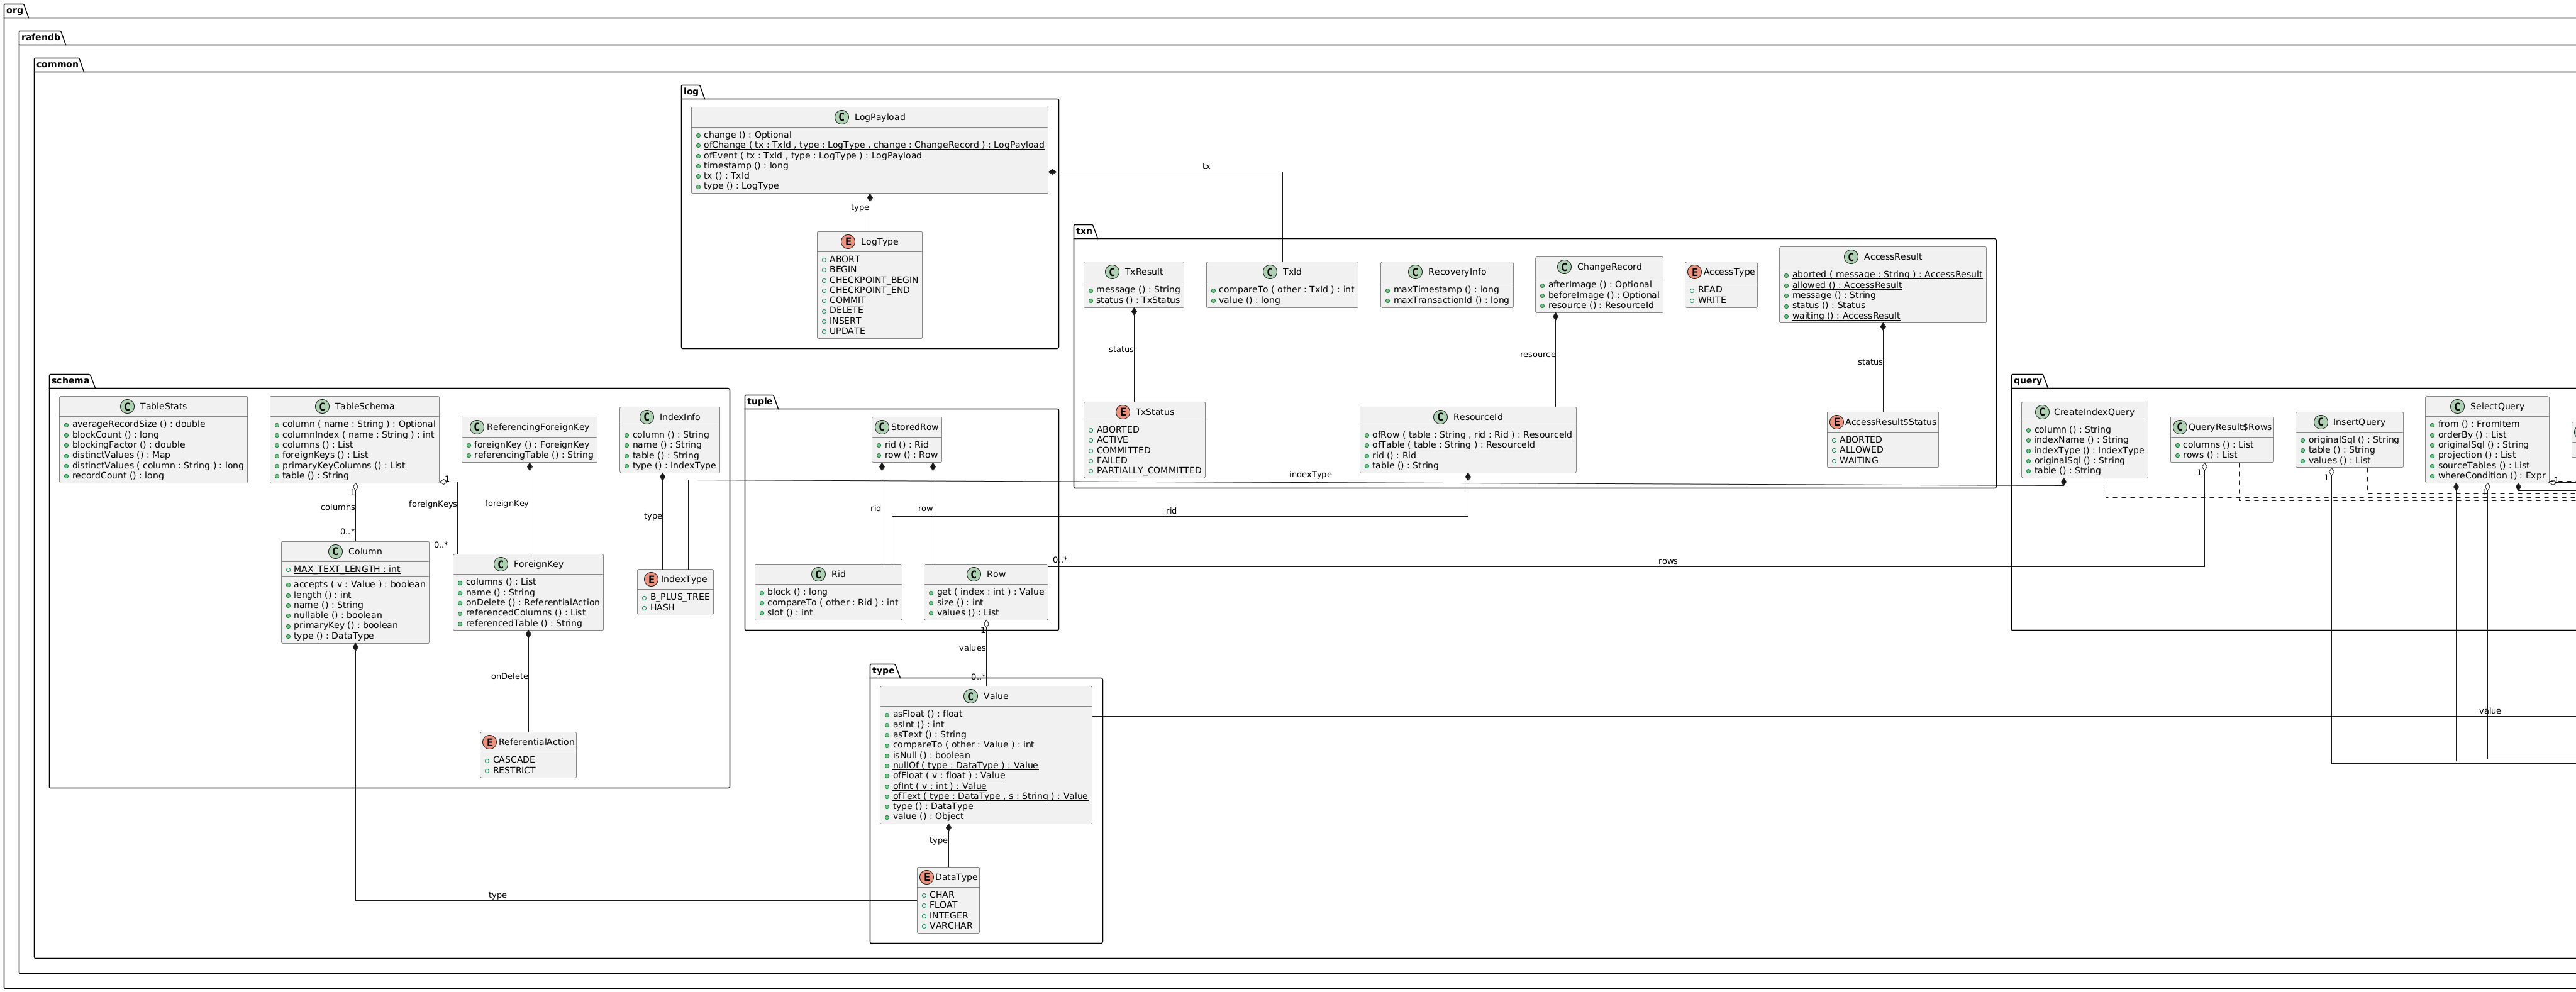 org
rafendb
common
log
LogPayload
change () : Optional
ofChange ( tx : TxId , type : LogType , change : ChangeRecord ) : LogPayload
ofEvent ( tx : TxId , type : LogType ) : LogPayload
timestamp () : long
tx () : TxId
type () : LogType
tx
type
LogType
ABORT
BEGIN
CHECKPOINT_BEGIN
CHECKPOINT_END
COMMIT
DELETE
INSERT
UPDATE
txn
TxResult
message () : String
status () : TxStatus
TxId
compareTo ( other : TxId ) : int
value () : long
RecoveryInfo
maxTimestamp () : long
maxTransactionId () : long
ChangeRecord
afterImage () : Optional
beforeImage () : Optional
resource () : ResourceId
AccessType
READ
WRITE
AccessResult
aborted ( message : String ) : AccessResult
allowed () : AccessResult
message () : String
status () : Status
waiting () : AccessResult
status
resource
status
TxStatus
ABORTED
ACTIVE
COMMITTED
FAILED
PARTIALLY_COMMITTED
ResourceId
ofRow ( table : String , rid : Rid ) : ResourceId
ofTable ( table : String ) : ResourceId
rid () : Rid
table () : String
AccessResult$Status
ABORTED
ALLOWED
WAITING
schema
TableStats
averageRecordSize () : double
blockCount () : long
blockingFactor () : double
distinctValues () : Map
distinctValues ( column : String ) : long
recordCount () : long
TableSchema
column ( name : String ) : Optional
columnIndex ( name : String ) : int
columns () : List
foreignKeys () : List
primaryKeyColumns () : List
table () : String
ReferencingForeignKey
foreignKey () : ForeignKey
referencingTable () : String
IndexInfo
column () : String
name () : String
table () : String
type () : IndexType
1
1
columns
0..*
foreignKeys
0..*
foreignKey
type
Column
MAX_TEXT_LENGTH : int
accepts ( v : Value ) : boolean
length () : int
name () : String
nullable () : boolean
primaryKey () : boolean
type () : DataType
ForeignKey
columns () : List
name () : String
onDelete () : ReferentialAction
referencedColumns () : List
referencedTable () : String
IndexType
B_PLUS_TREE
HASH
onDelete
ReferentialAction
CASCADE
RESTRICT
type
tuple
StoredRow
rid () : Rid
row () : Row
rid
row
rid
indexType
Rid
block () : long
compareTo ( other : Rid ) : int
slot () : int
Row
get ( index : int ) : Value
size () : int
values () : List
0..*
rows
1
values
0..*
type
Value
asFloat () : float
asInt () : int
asText () : String
compareTo ( other : Value ) : int
isNull () : boolean
nullOf ( type : DataType ) : Value
ofFloat ( v : float ) : Value
ofInt ( v : int ) : Value
ofText ( type : DataType , s : String ) : Value
type () : DataType
value () : Object
type
DataType
CHAR
FLOAT
INTEGER
VARCHAR
query
CreateIndexQuery
column () : String
indexName () : String
indexType () : IndexType
originalSql () : String
table () : String
QueryResult$Rows
columns () : List
rows () : List
1
InsertQuery
originalSql () : String
table () : String
values () : List
1
SelectQuery
from () : FromItem
orderBy () : List
originalSql () : String
projection () : List
sourceTables () : List
whereCondition () : Expr
1
1
value